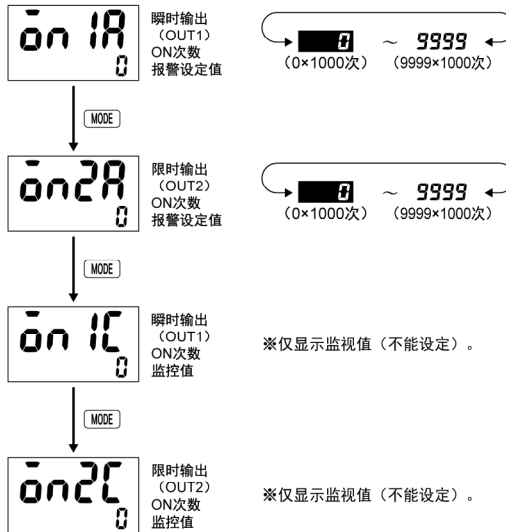 on 1A
0
瞬时输出
(OUT1)
ON次数
报警设定值
0 ~ 9999
(0×1000次) (9999×1000次)
MODE
on2A
0
限时输出
(OUT2)
ON次数
报警设定值
0 ~ 9999
(0×1000次) (9999×1000次)
MODE
on 1C
0
瞬时输出
(OUT1)
ON次数
监控值
※仅显示监视值（不能设定）。
MODE
on2C
0
限时输出
(OUT2)
ON次数
监控值
※仅显示监视值（不能设定）。